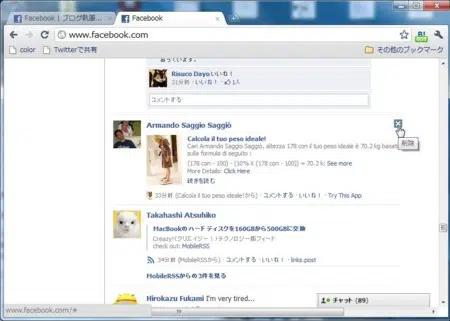 Facebook | ブログ執筆...
Facebook
www.facebook.com
color
Twitterで共有
その他のブックマーク
Risuco Dayo いいね！
31分前 · いいね！ · 1人
コメントする
Armando Saggio Saggiò
削除
Calcola il tuo peso ideale!
Cari Armando Saggio Saggiò, altezza 178 con il tuo peso ideale è 70.2 kg basato
sulla formula di seguito :
(178 con - 100) - (10% X (178 con - 100)) = 70.2 k: See more
More Details: Click Here
続きを読む
33分前 (Calcola il tuo peso ideale!から) · コメントする · いいね！ · Try This App
Takahashi Atsuhiko
MacBookの ハード ディスクを160GBから500GBに交換
Creazy!(クリエイジー！)テクノロジー部フィード
check out: MobileRSS
34分前 (MobileRSSから) · コメントする · いいね！ · links.post
MobileRSSからの3件を見る
Hirokazu Fukami I'm very tired...
チャット (89)
www.facebook.com/#